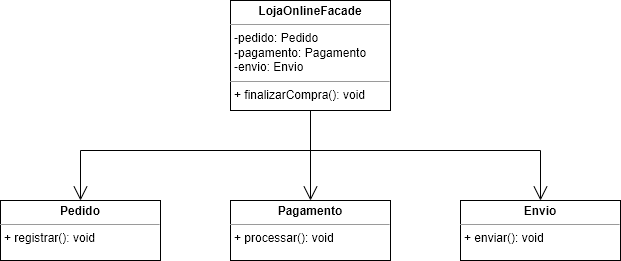 LojaOnlineFacade
-pedido: Pedido
-pagamento: Pagamento
-envio: Envio
+ finalizarCompra(): void
Pedido
+ registrar(): void
Pagamento
+ processar(): void
Envio
+ enviar(): void